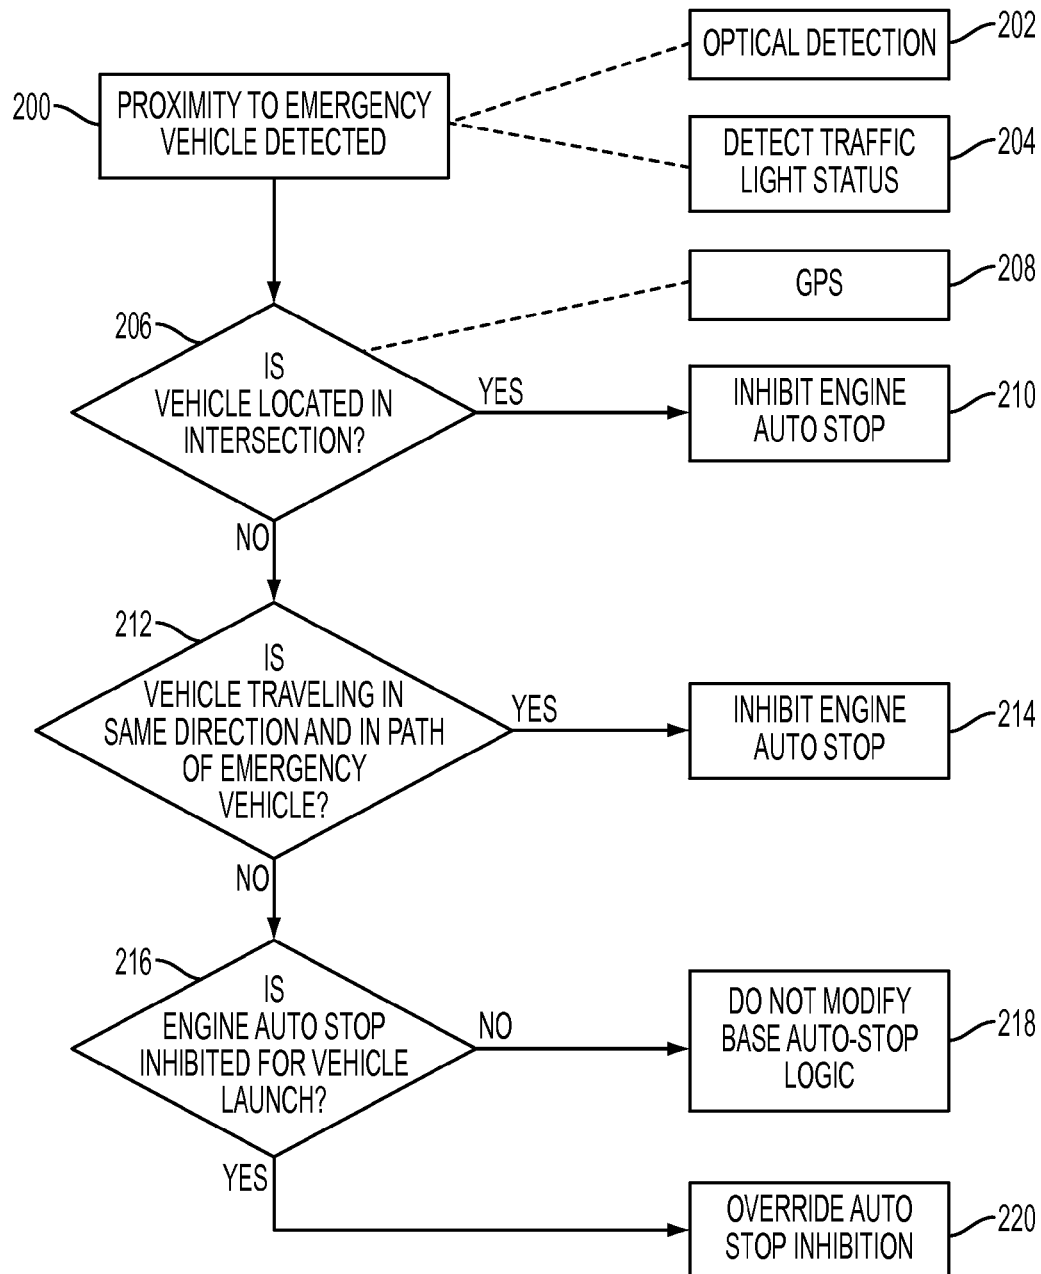 OPTICAL DETECTION
202
200
PROXIMITY TO EMERGENCY
VEHICLE DETECTED
DETECT TRAFFIC
LIGHT STATUS
204
GPS
208
206
IS
VEHICLE LOCATED IN
INTERSECTION?
YES
INHIBIT ENGINE
AUTO STOP
210
NO
212
IS
VEHICLE TRAVELING IN
SAME DIRECTION AND IN PATH
OF EMERGENCY
VEHICLE?
YES
INHIBIT ENGINE
AUTO STOP
214
NO
216
IS
ENGINE AUTO STOP
INHIBITED FOR VEHICLE
LAUNCH?
NO
DO NOT MODIFY
BASE AUTO-STOP
LOGIC
218
YES
OVERRIDE AUTO
STOP INHIBITION
220